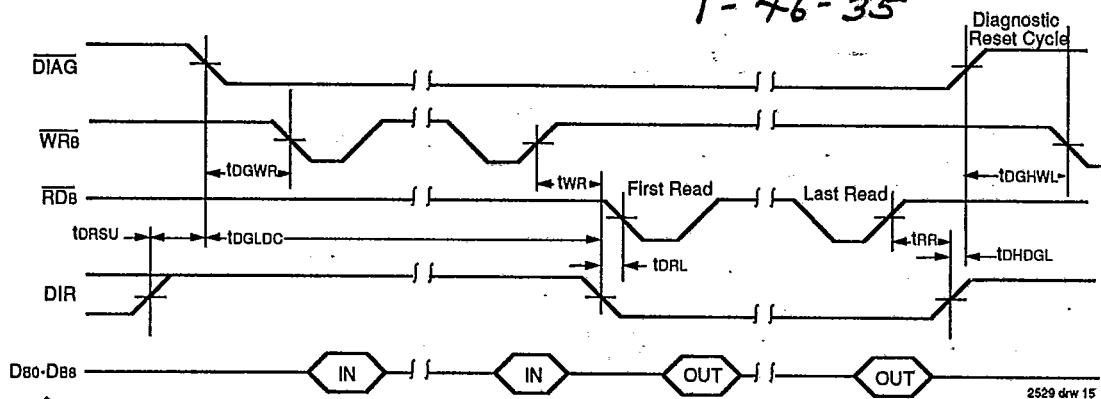 T-46-35
Diagnostic
Reset Cycle
DIAG
WRB
tDGWR
tWR
tDGHWL
RDB
First Read
Last Read
tDRSU
tDGLDC
tRR
tDRL
tDHDGL
DIR
DB0-DB8
IN
IN
OUT
OUT
2529 drw 15